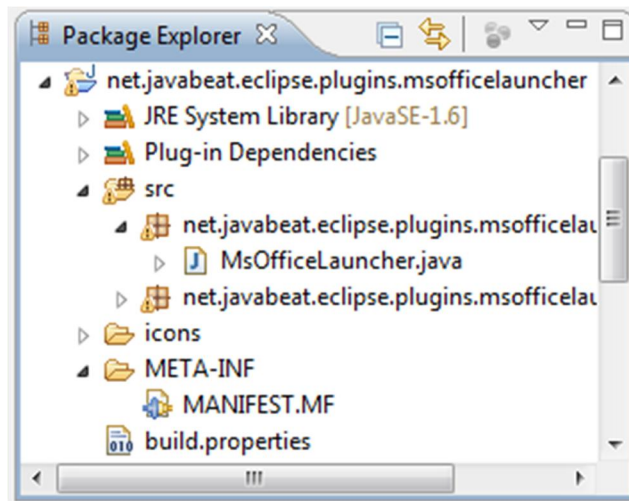 Package Explorer
net.javabeat.eclipse.plugins.msofficelauncher
JRE System Library [JavaSE-1.6]
Plug-in Dependencies
src
net.javabeat.eclipse.plugins.msofficelau
MsOfficeLauncher.java
net.javabeat.eclipse.plugins.msofficelau
icons
META-INF
MANIFEST.MF
build.properties